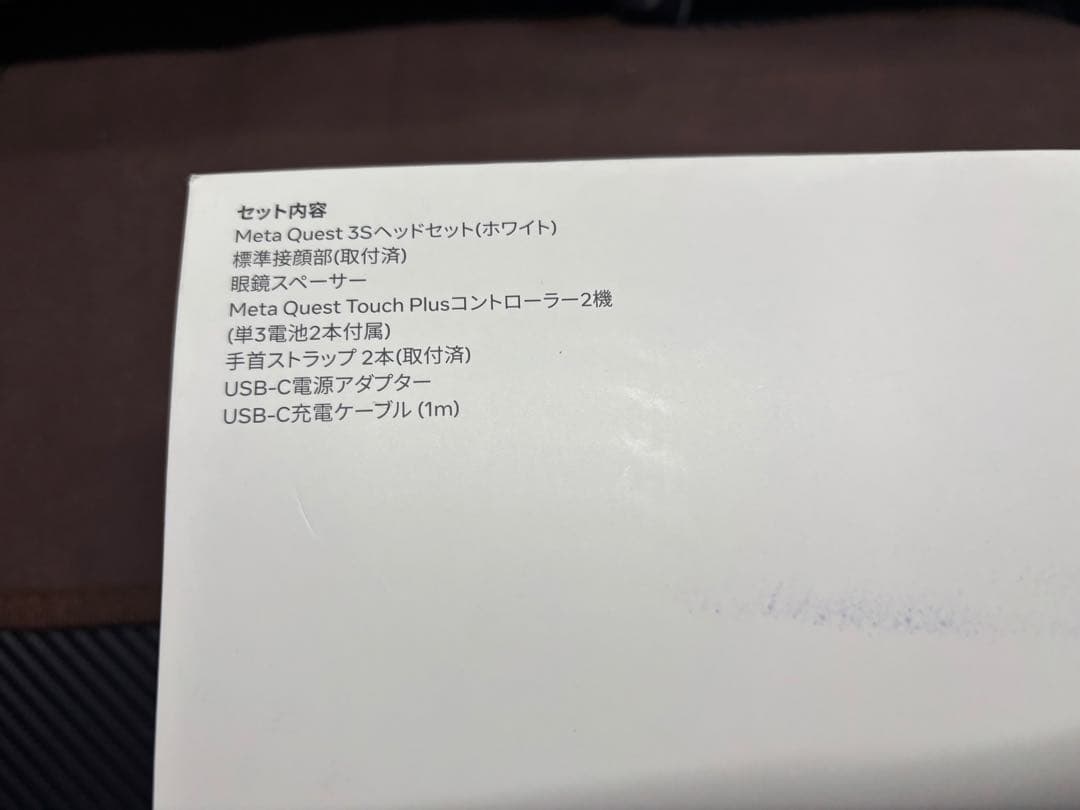 セット内容
Meta Quest 3Sヘッドセット(ホワイト)
標準接顔部(取付済)
眼鏡スペーサー
Meta Quest Touch Plusコントローラー2機
(単3電池2本付属)
手首ストラップ 2本(取付済)
USB-C電源アダプター
USB-C充電ケーブル (1m)